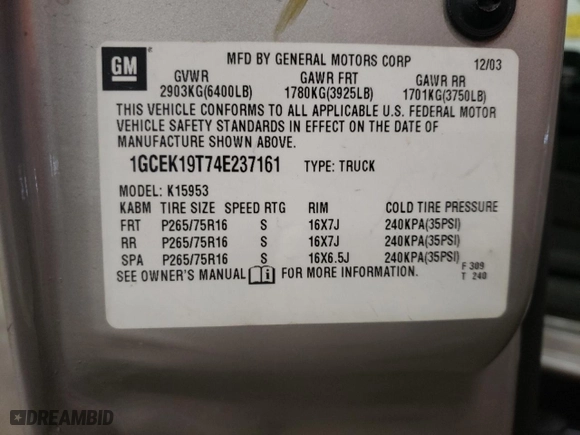 GM
MFD BY GENERAL MOTORS CORP 12/03
GVWR GAWR FRT GAWR RR
2903KG(6400LB) 1780KG(3925LB) 1701KG(3750LB)
THIS VEHICLE CONFORMS TO ALL APPLICABLE U.S. FEDERAL MOTOR
VEHICLE SAFETY STANDARDS IN EFFECT ON THE DATE OF
MANUFACTURE SHOWN ABOVE.
1GCEK19T74E237161 TYPE: TRUCK
MODEL: K15953
KABM TIRE SIZE SPEED RTG RIM COLD TIRE PRESSURE
FRT P265/75R16 S 16X7J 240KPA(35PSI)
RR P265/75R16 S 16X7J 240KPA(35PSI)
SPA P265/75R16 S 16X6.5J 240KPA(35PSI)
SEE OWNER'S MANUAL FOR MORE INFORMATION.
F 309
T 240
DREAMBID